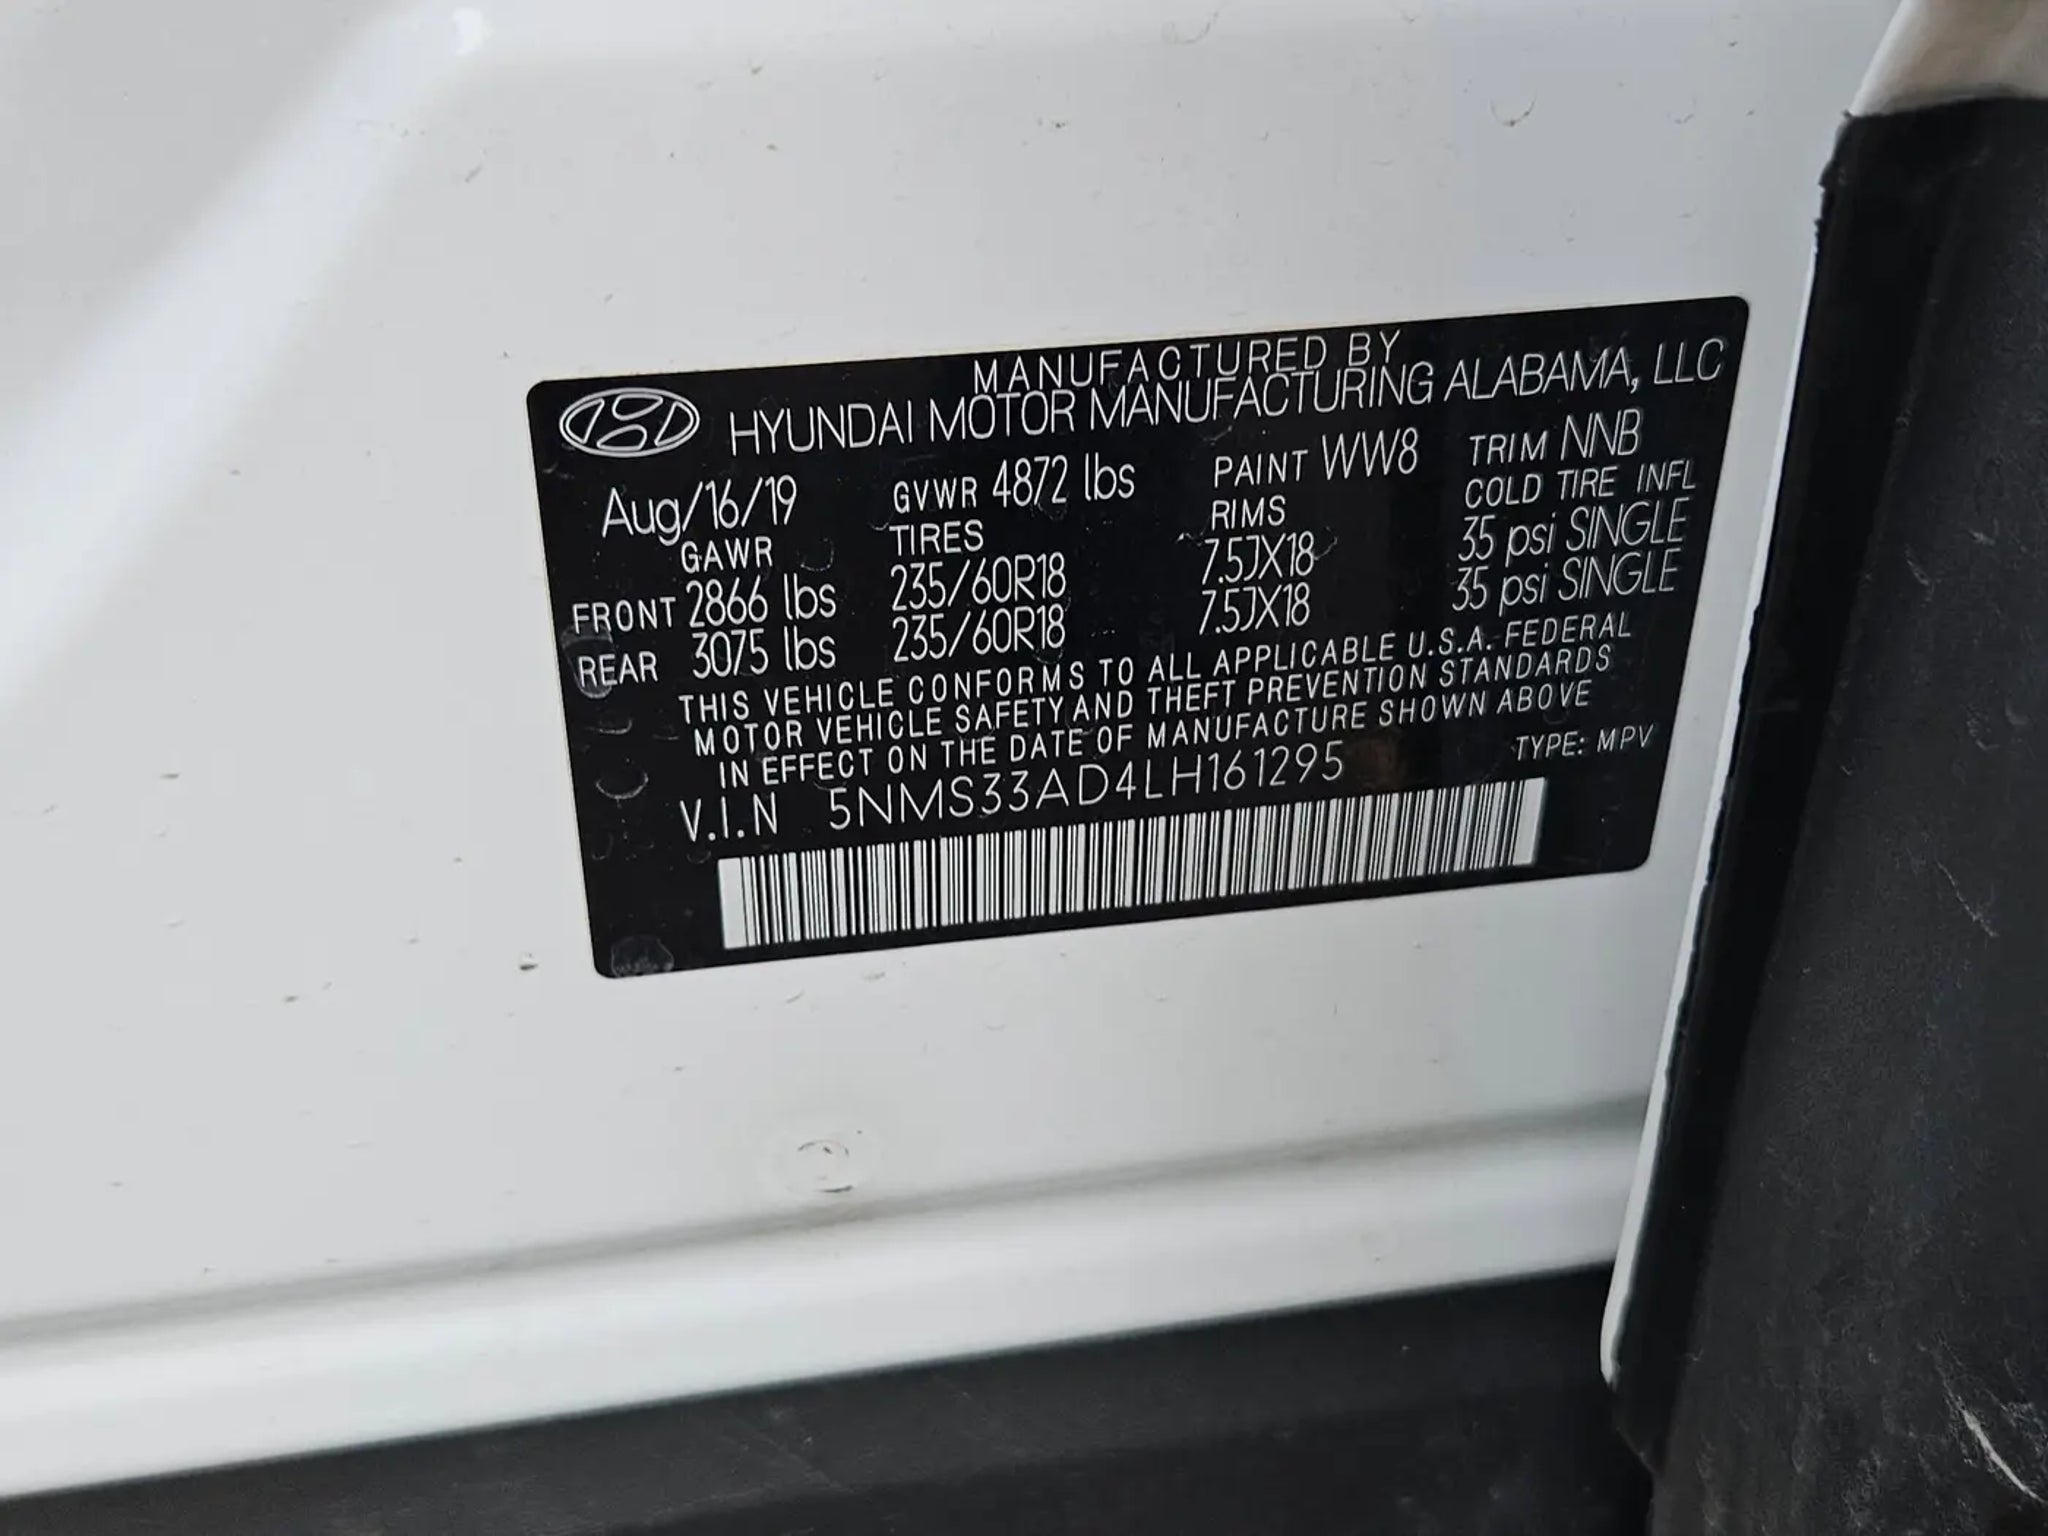 MANUFACTURED BY
HYUNDAI MOTOR MANUFACTURING ALABAMA, LLC
Aug/16/19 GVWR 4872 lbs PAINT WW8 TRIM NNB
GAWR TIRES RIMS COLD TIRE INFL
FRONT 2866 lbs 235/60R18 7.5JX18 35 psi SINGLE
REAR 3075 lbs 235/60R18 7.5JX18 35 psi SINGLE
THIS VEHICLE CONFORMS TO ALL APPLICABLE U.S.A. FEDERAL
MOTOR VEHICLE SAFETY AND THEFT PREVENTION STANDARDS
IN EFFECT ON THE DATE OF MANUFACTURE SHOWN ABOVE
V.I.N 5NMS33AD4LH161295 TYPE: MPV